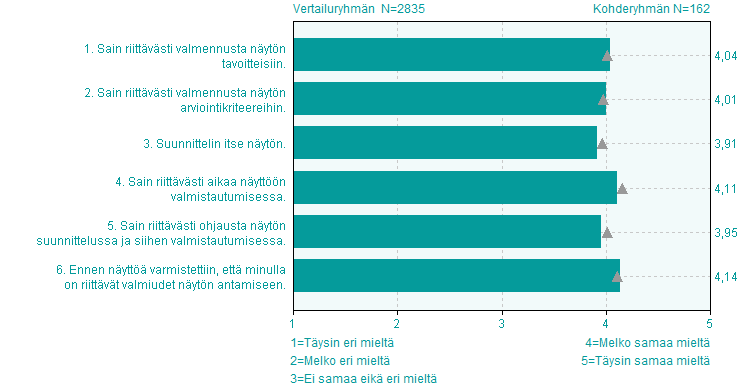 Vertailuryhmän N=2835
Kohderyhmän N=162
1. Sain riittävästi valmennusta näytön
tavoitteisiin.
4,04
2. Sain riittävästi valmennusta näytön
arviointikriteereihin.
4,01
3. Suunnittelin itse näytön.
3,91
4. Sain riittävästi aikaa näyttöön
valmistautumisessa.
4,11
5. Sain riittävästi ohjausta näytön
suunnittelussa ja siihen valmistautumisessa.
3,95
6. Ennen näyttöä varmistettiin, että minulla
on riittävät valmiudet näytön antamiseen.
4,14
1 2 3 4 5
1=Täysin eri mieltä
2=Melko eri mieltä
3=Ei samaa eikä eri mieltä
4=Melko samaa mieltä
5=Täysin samaa mieltä